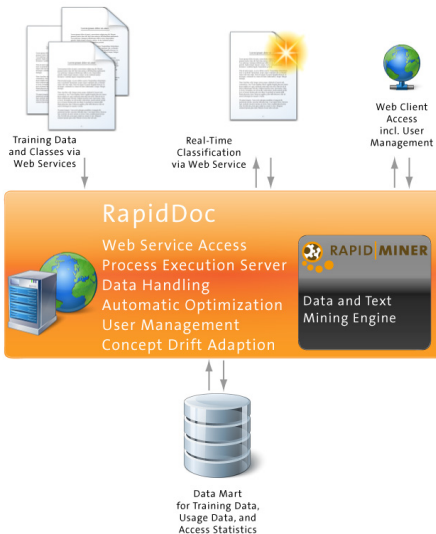 Training Data
and Classes via
Web Services
Real-Time
Classification
via Web Service
Web Client
Access
incl. User
Management
RapidDoc
Web Service Access
Process Execution Server
Data Handling
Automatic Optimization
User Management
Concept Drift Adaption
RAPID MINER
Data and Text
Mining Engine
Data Mart
for Training Data,
Usage Data, and
Access Statistics